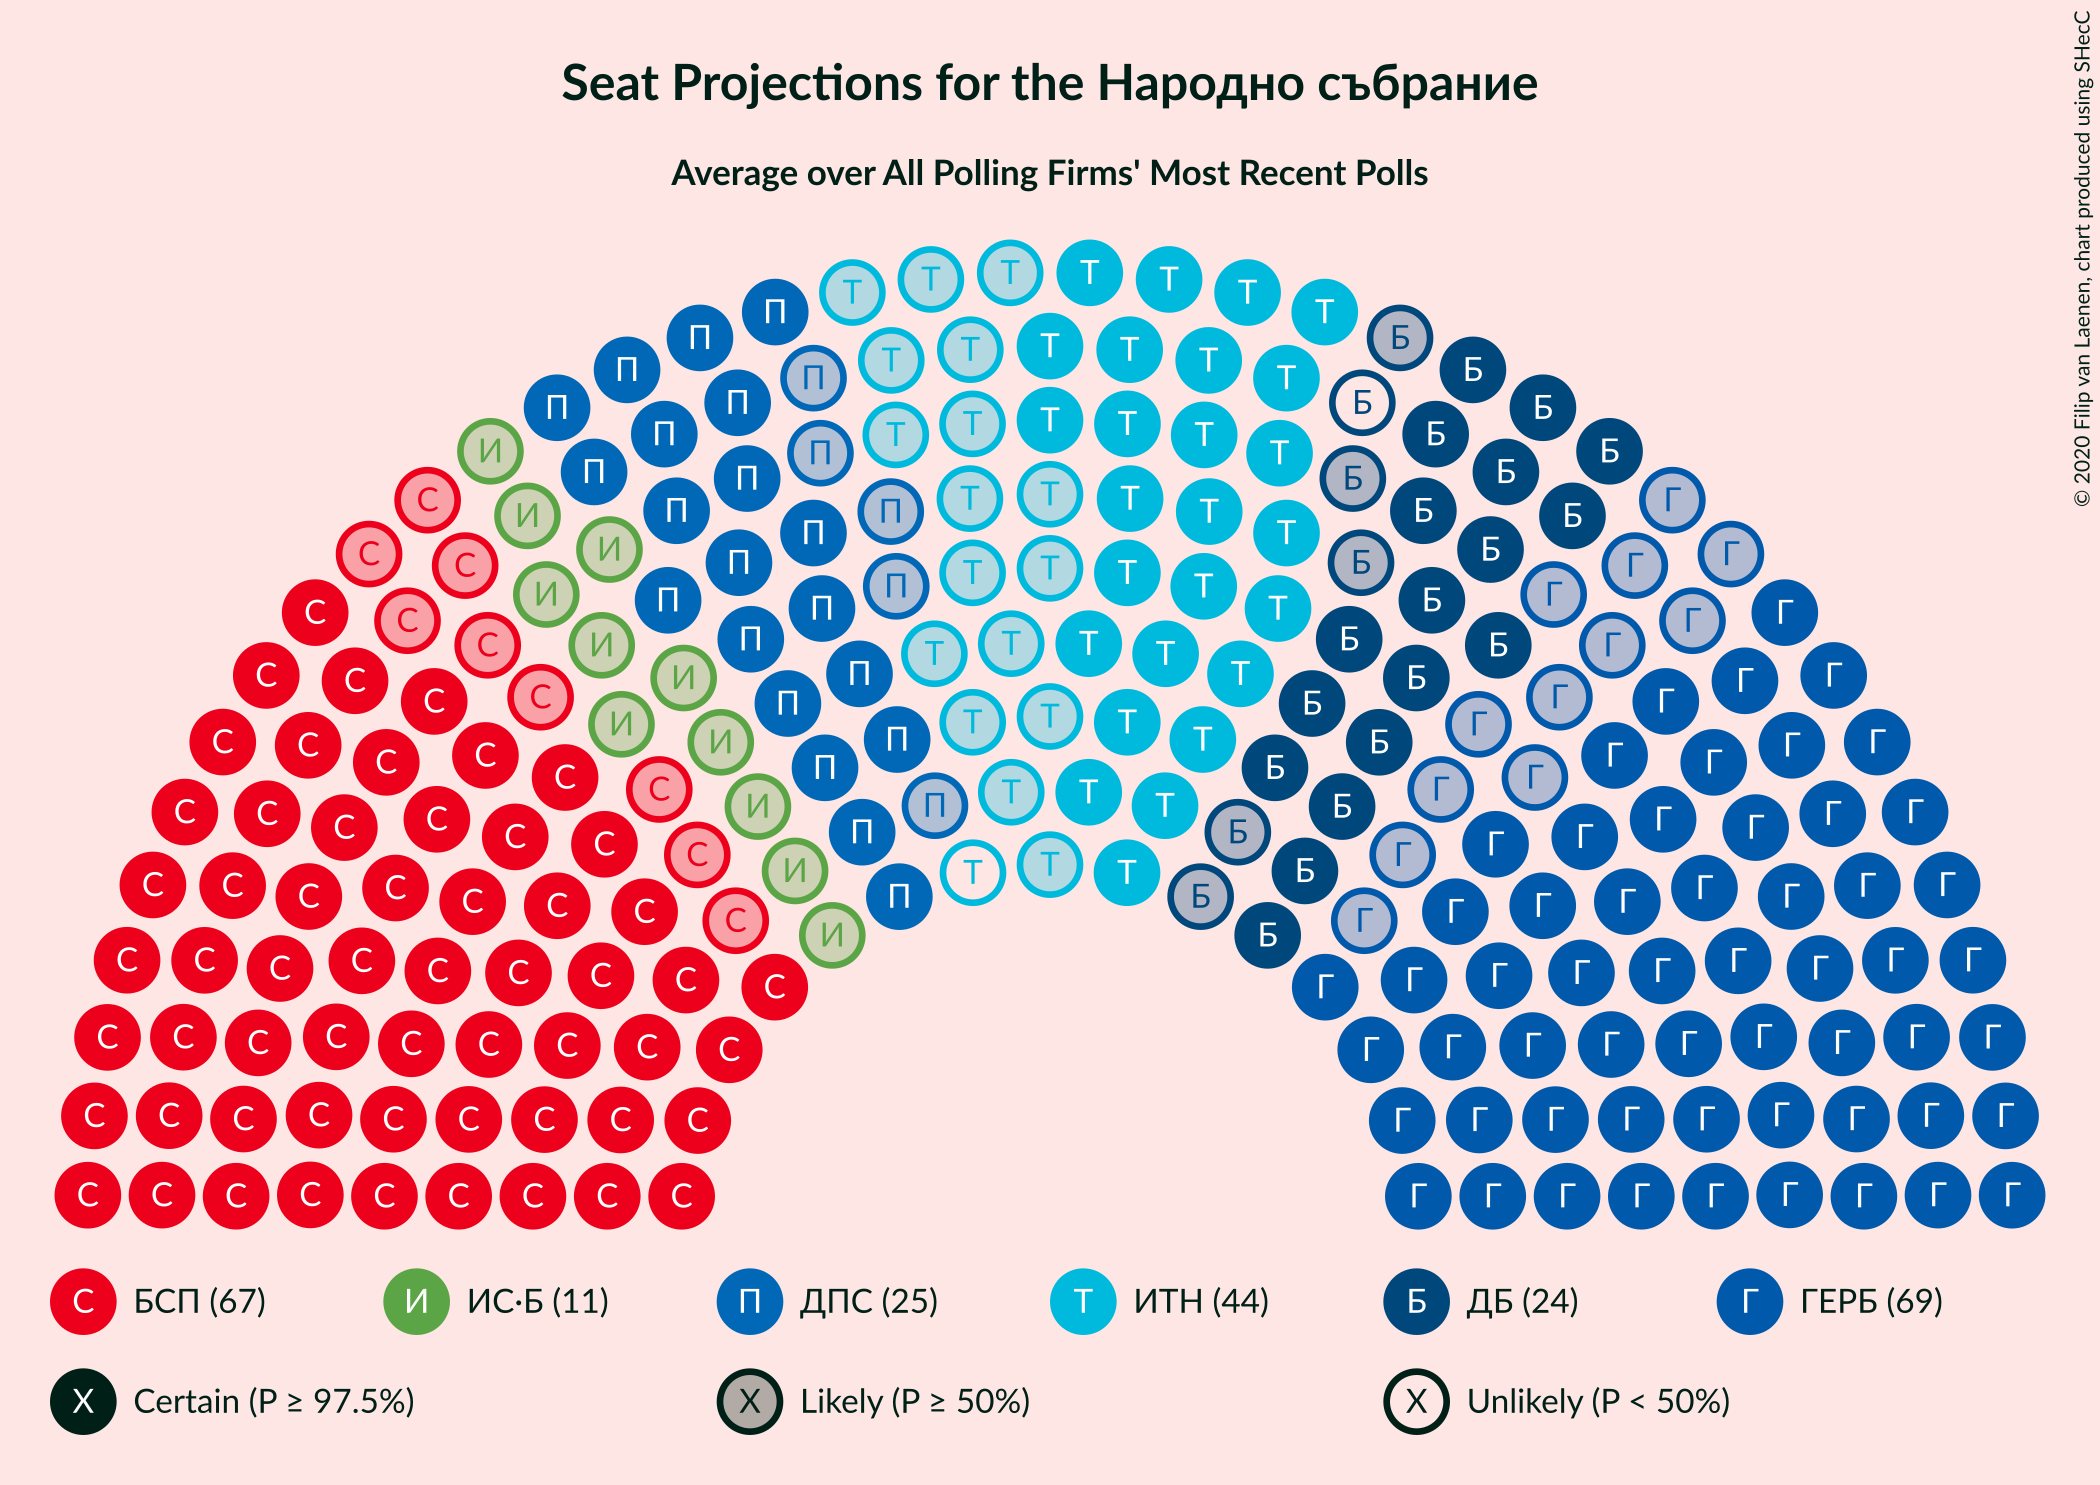 Seat Projections for the Народно събрание
Average over All Polling Firms' Most Recent Polls
© 2020 Filip van Laenen, chart produced using SHecC
С БСП (67) И ИС·Б (11) П ДПС (25) Т ИТН (44) Б ДБ (24) Г ГЕРБ (69)
X Certain (P ≥ 97.5%) X Likely (P ≥ 50%) X Unlikely (P < 50%)